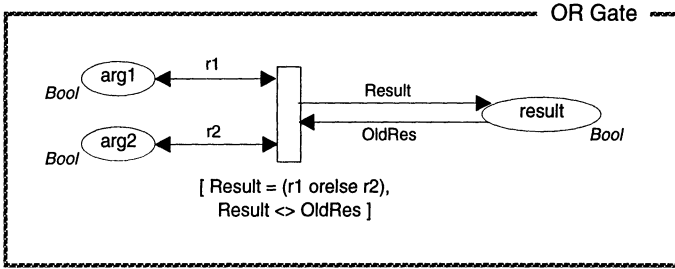 OR Gate
arg1
Bool
r1
arg2
Bool
r2
Result
OldRes
result
Bool
[ Result = (r1 orelse r2),
Result <> OldRes ]